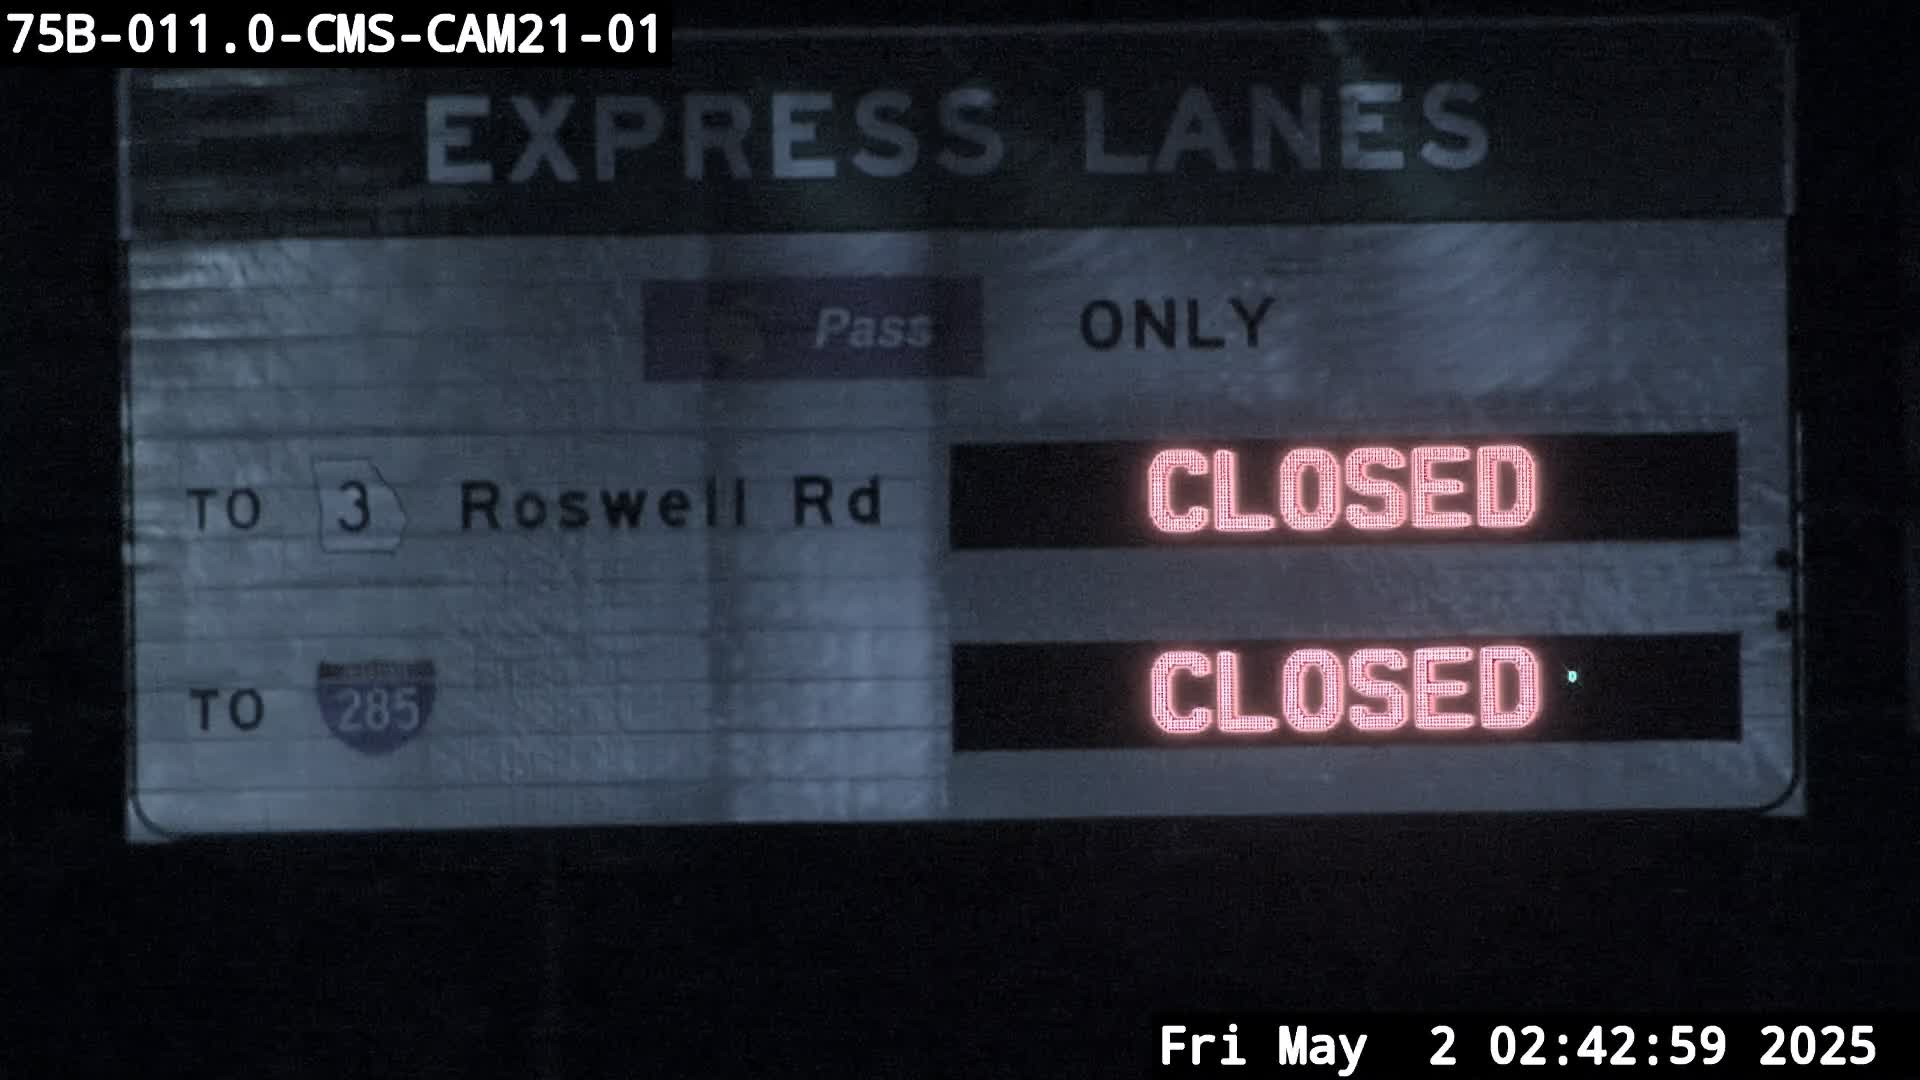 75B-011.0-CMS-CAM21-01
EXPRESS LANES
Pass ONLY
TO 3 Roswell Rd CLOSED
TO 285 CLOSED
Fri May 2 02:42:59 2025